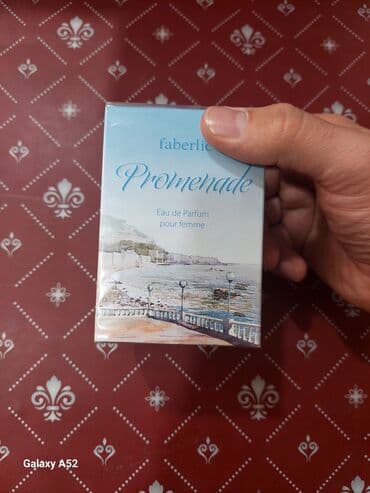 faberlic
Promenade
Eau de Parfum
pour femme
Galaxy A52